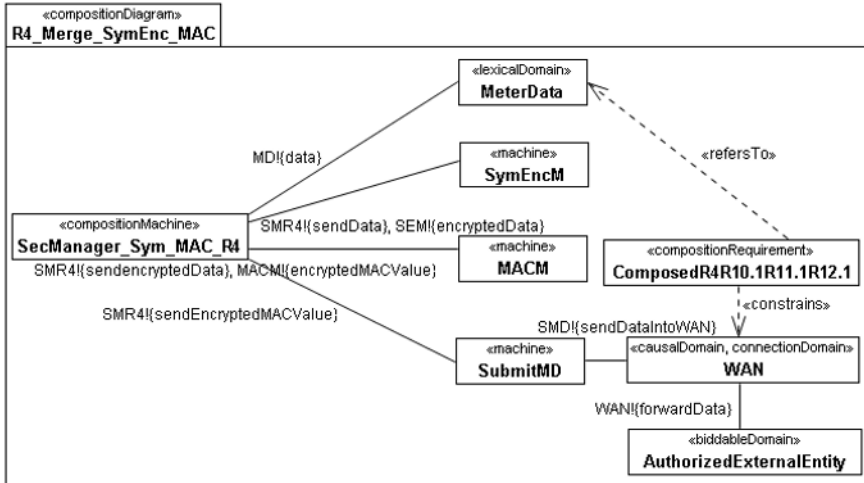 «compositionDiagram»
R4_Merge_SymEnc_MAC
«lexicalDomain»
MeterData
MD!{data}
«refersTo»
«machine»
SymEncM
«compositionMachine»
SecManager_Sym_MAC_R4
SMR4!{sendData}, SEM!{encryptedData}
«machine»
MACM
«compositionRequirement»
ComposedR4R10.1R11.1R12.1
SMR4!{sendencryptedData}, MACM!{encryptedMACValue}
«constrains»
SMR4!{sendEncryptedMACValue}
SMD!{sendDataIntoWAN}
«machine»
SubmitMD
«causalDomain, connectionDomain»
WAN
WAN!{forwardData}
«biddableDomain»
AuthorizedExternalEntity